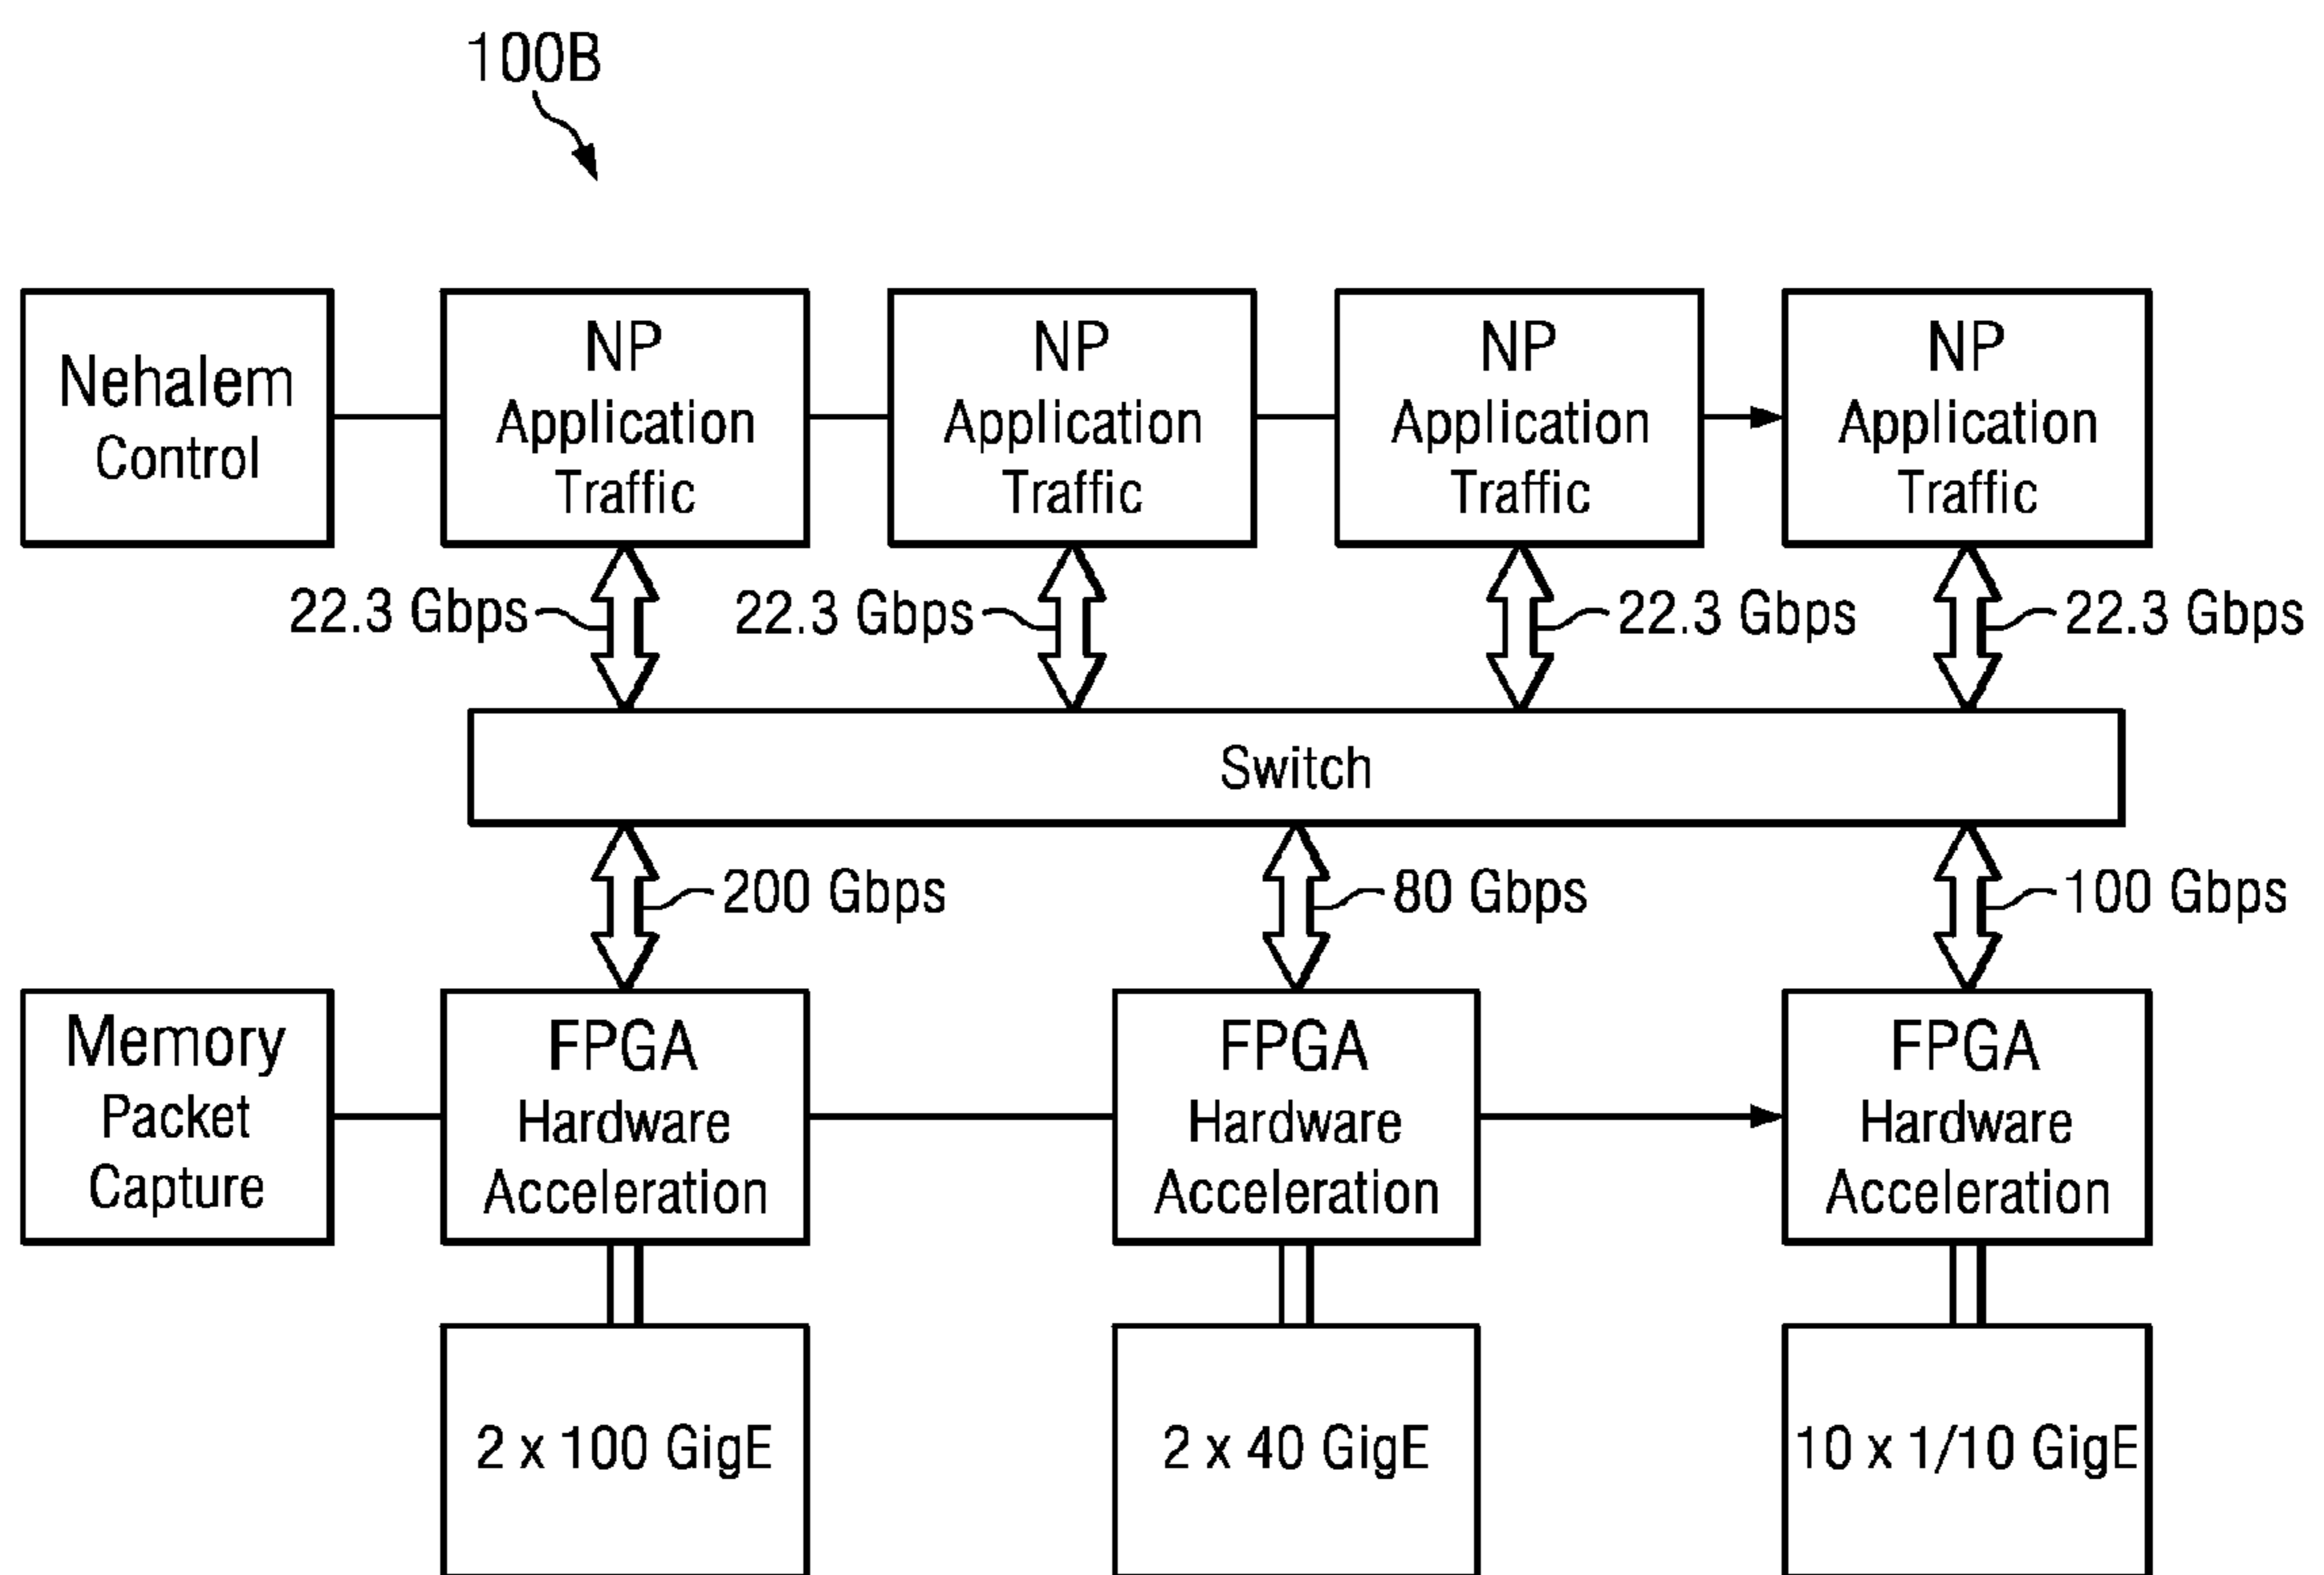 100B
Nehalem
Control
NP
Application
Traffic
NP
Application
Traffic
NP
Application
Traffic
NP
Application
Traffic
22.3 Gbps
22.3 Gbps
22.3 Gbps
22.3 Gbps
Switch
200 Gbps
80 Gbps
100 Gbps
Memory
Packet
Capture
FPGA
Hardware
Acceleration
FPGA
Hardware
Acceleration
FPGA
Hardware
Acceleration
2 x 100 GigE
2 x 40 GigE
10 x 1/10 GigE